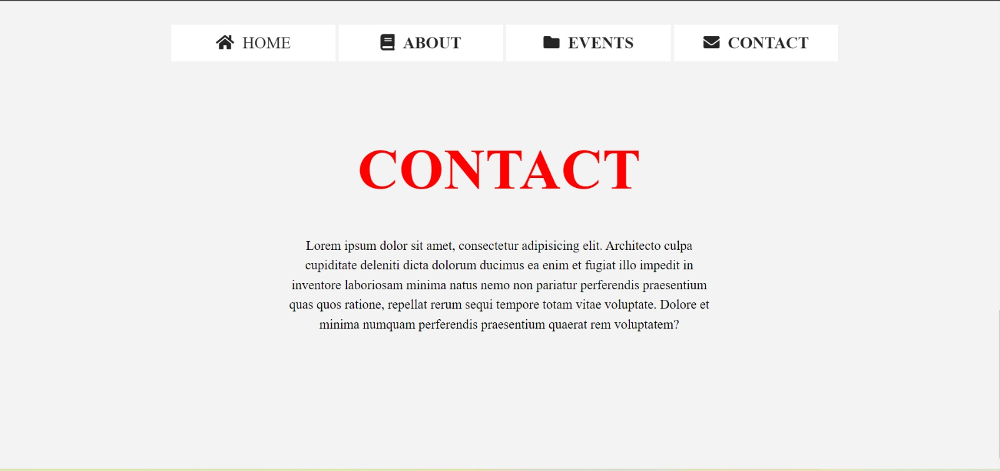 HOME ABOUT EVENTS CONTACT
CONTACT
Lorem ipsum dolor sit amet, consectetur adipisicing elit. Architecto culpa
cupiditate deleniti dicta dolorum ducimus ea enim et fugiat illo impedit in
inventore laboriosam minima natus nemo non pariatur perferendis praesentium
quas quos ratione, repellat rerum sequi tempore totam vitae voluptate. Dolore et
minima numquam perferendis praesentium quaerat rem voluptatem?